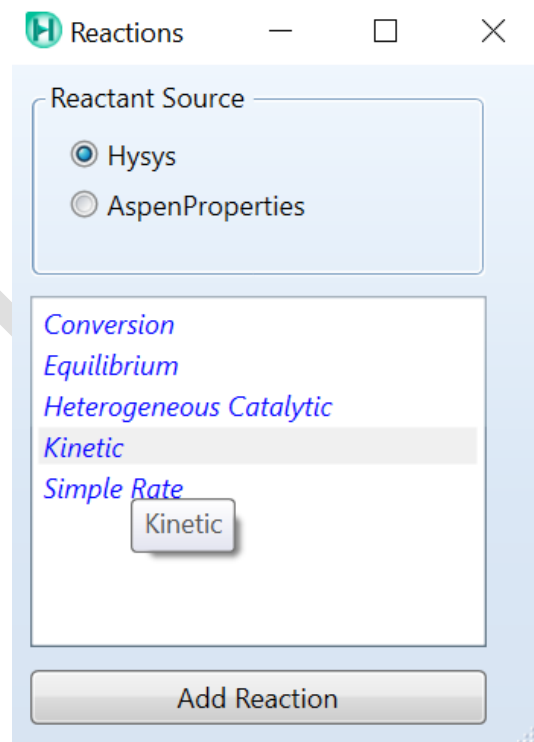 Reactions
Reactant Source
Hysys
AspenProperties
Conversion
Equilibrium
Heterogeneous Catalytic
Kinetic
Simple Rate
Kinetic
Add Reaction